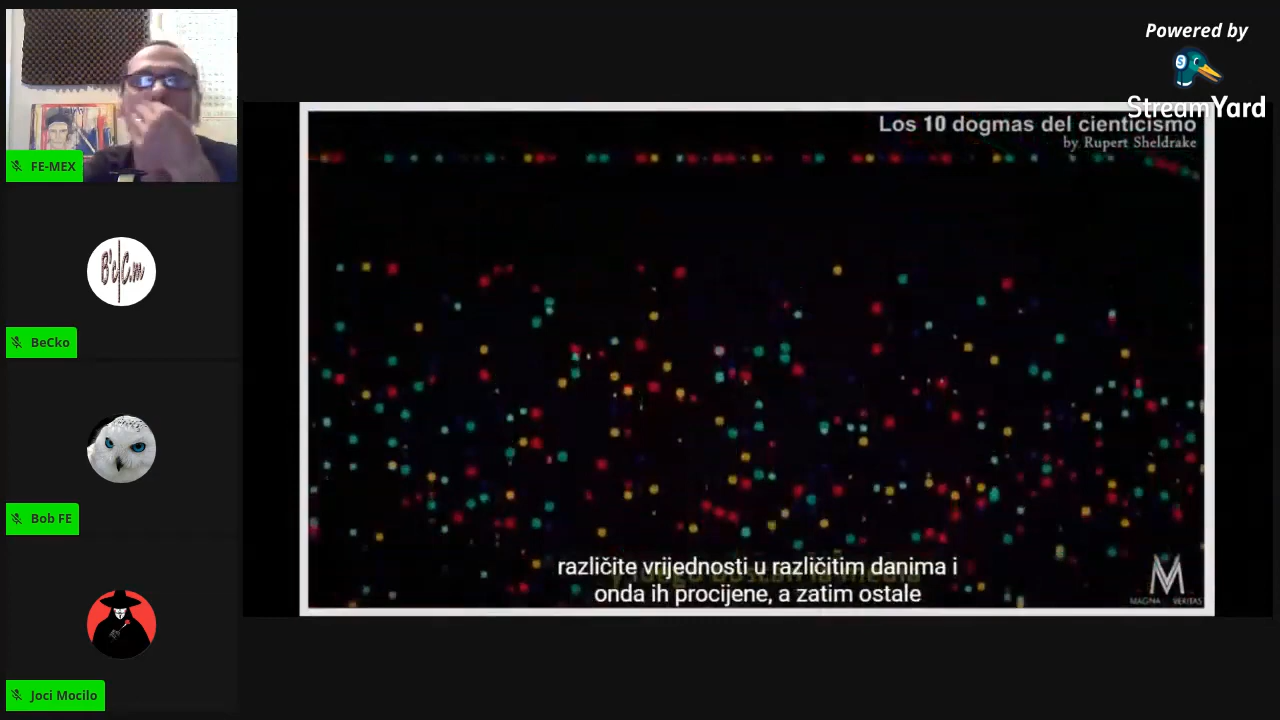 Powered by
StreamYard
Los 10 dogmas del cienticismo
by Rupert Sheldrake
FE-MEX
B'c|C.m
BeCko
Bob FE
različite vrijednosti u različitim danima i
onda ih procijene, a zatim ostale
MAGNA VERITAS
Joci Mocilo